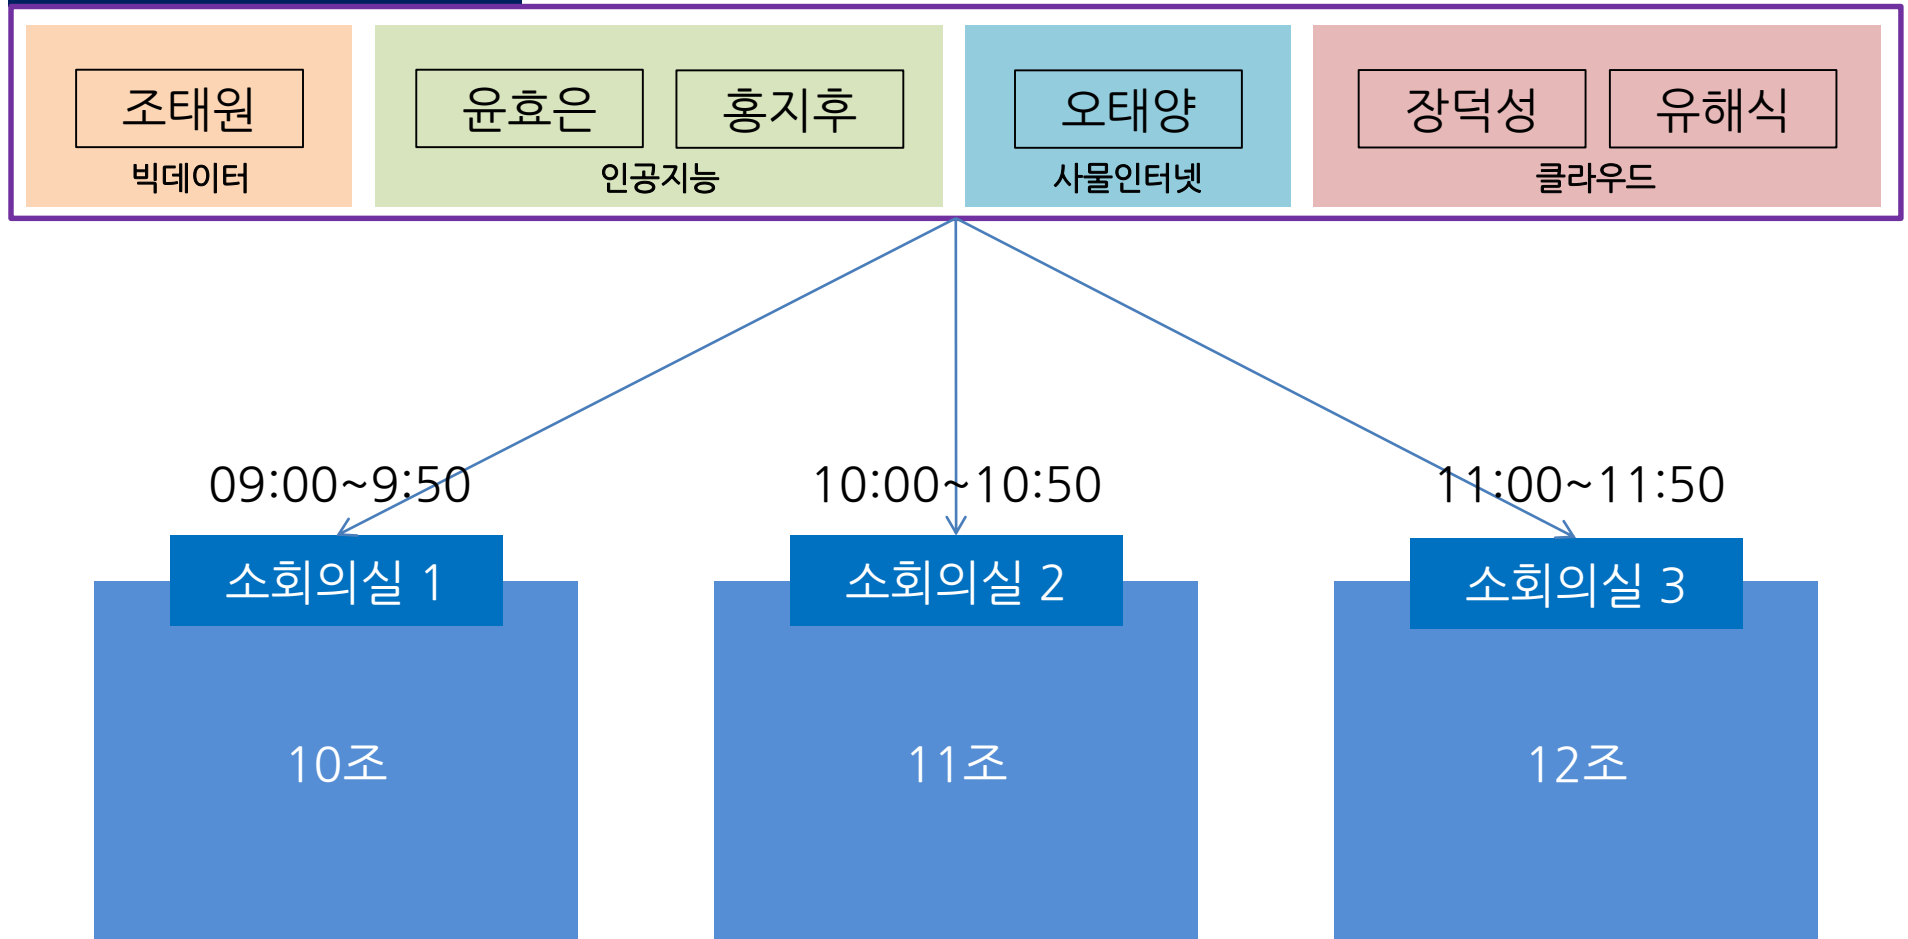 조태원
빅데이터
윤효은 홍지후
인공지능
오태양
사물인터넷
장덕성 유해식
클라우드
09:00~9:50
소회의실 1
10조
10:00~10:50
소회의실 2
11조
11:00~11:50
소회의실 3
12조